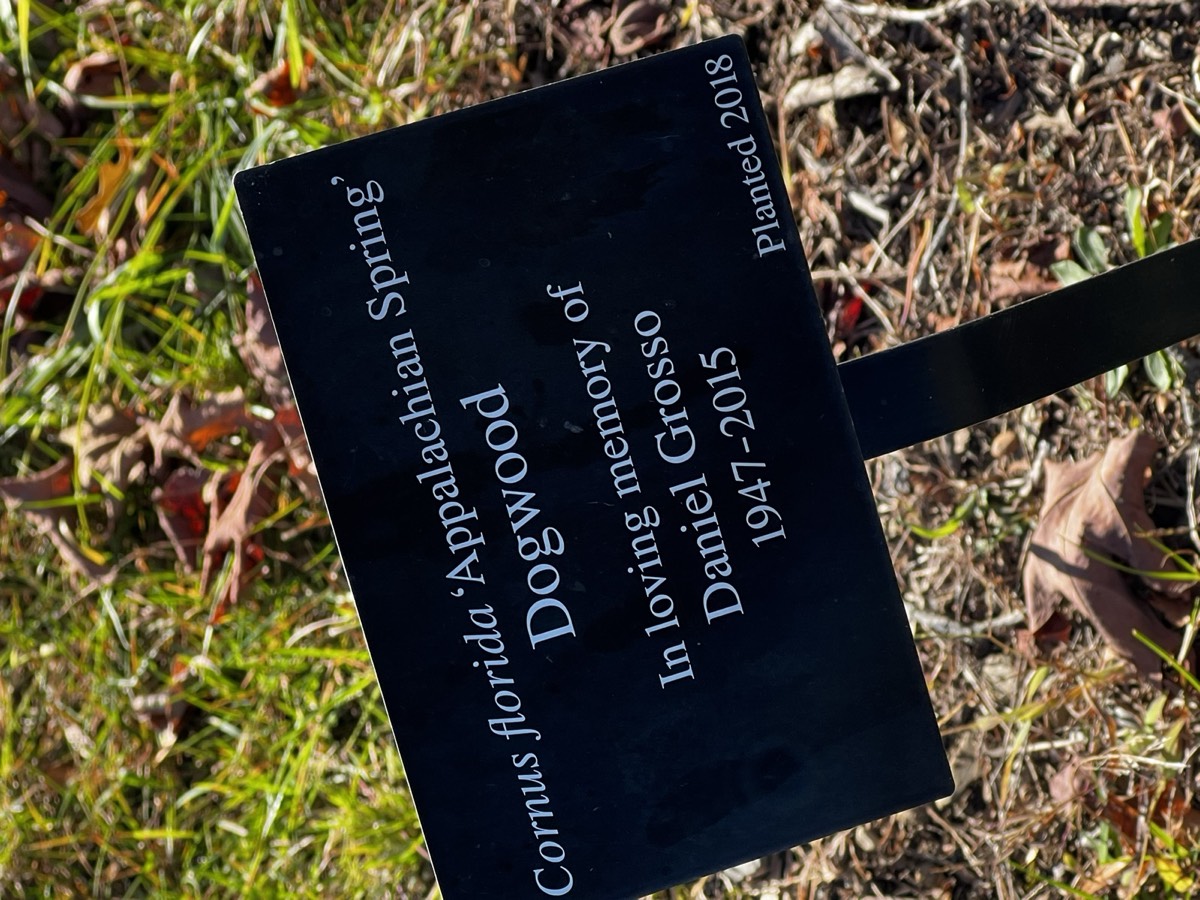 Cornus florida ‘Appalachian Spring’
Dogwood
In loving memory of
Daniel Grosso
1947-2015
Planted 2018